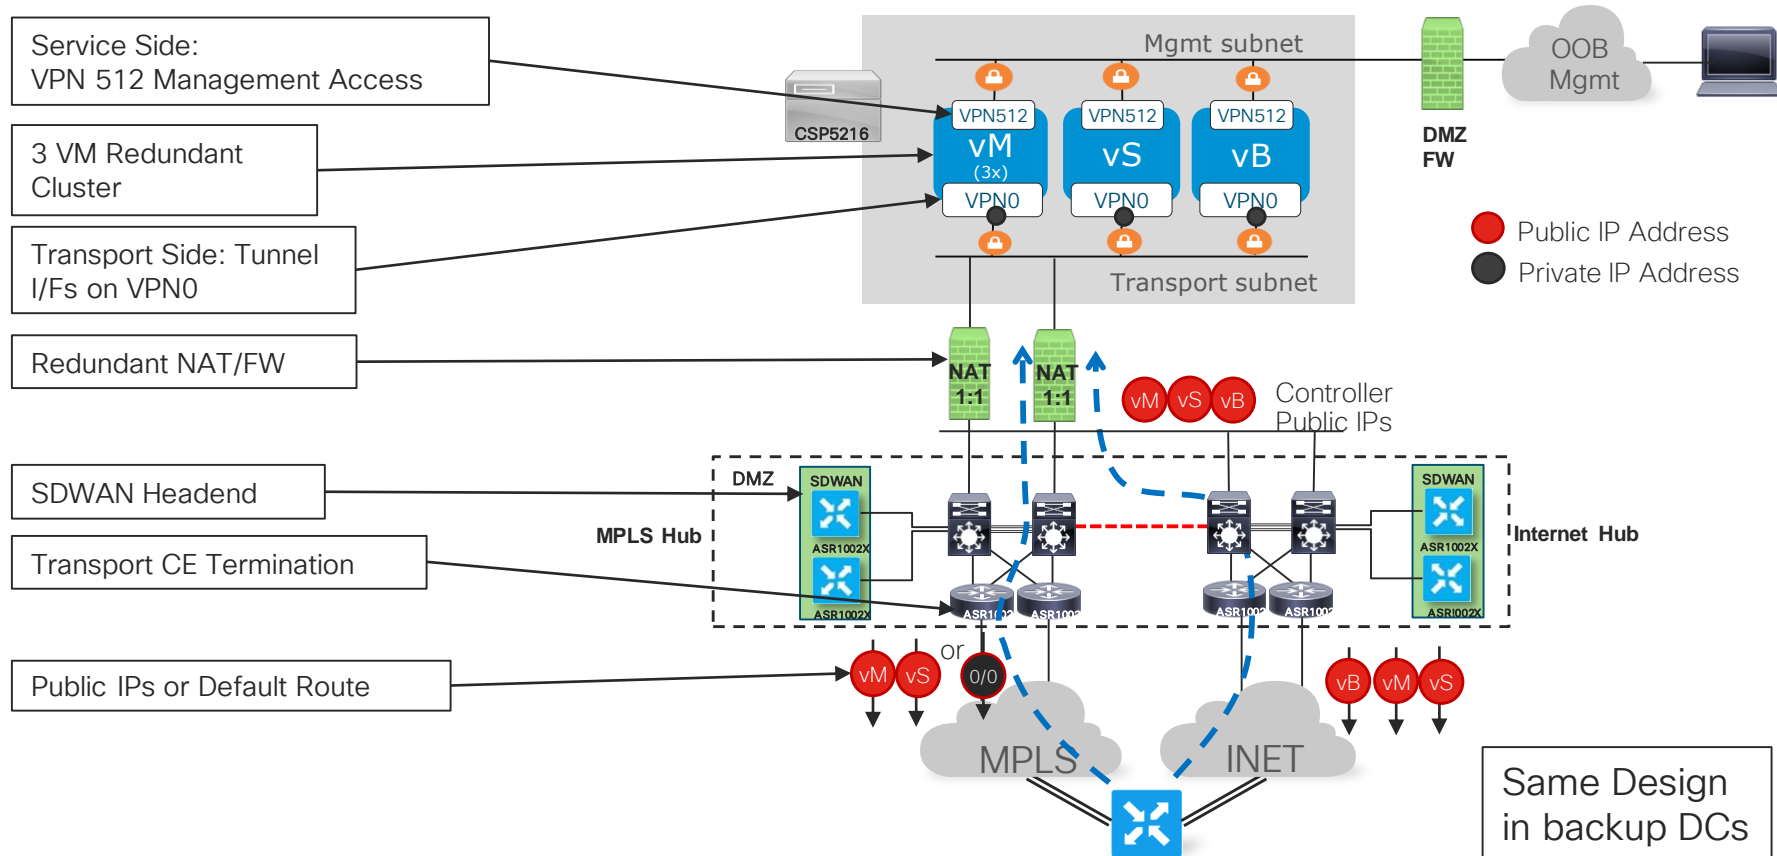 Service Side:
VPN 512 Management Access
3 VM Redundant
Cluster
Transport Side: Tunnel
I/Fs on VPN0
Redundant NAT/FW
SDWAN Headend
Transport CE Termination
Public IPs or Default Route
CSP5216
Mgmt subnet
VPN512
VPN512
VPN512
vM
(3x)
vS
vB
VPN0
VPN0
VPN0
Transport subnet
DMZ
FW
OOB
Mgmt
Public IP Address
Private IP Address
NAT
1:1
NAT
1:1
vM
vS
vB
Controller
Public IPs
DMZ
SDWAN
ASR1002X
ASR1002X
MPLS Hub
SDWAN
ASR1002X
ASR1002X
Internet Hub
ASR1002
ASR1002
ASR1002
ASR1002
vM
vS
or
0/0
vB
vM
vS
MPLS
INET
Same Design
in backup DCs